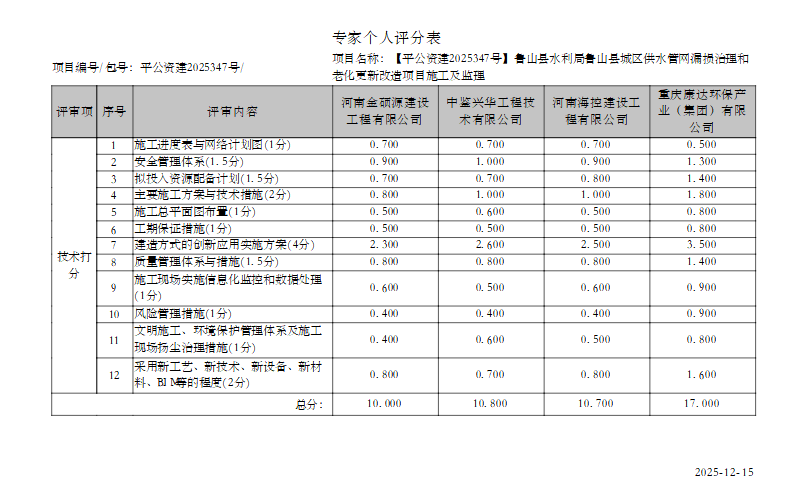 专家个人评分表
项目编号/包号：平公资建2025347号/
项目名称：【平公资建2025347号】鲁山县水利局鲁山县城区供水管网漏损治理和
老化更新改造项目施工及监理
评审项 序号 评审内容 河南金硕源建设工程有限公司 中鉴兴华工程技术有限公司 河南海控建设工程有限公司 重庆康达环保产业（集团）有限公司
技术打分
1 施工进度表与网络计划图(1分) 0.700 0.700 0.700 0.500
2 安全管理体系(1.5分) 0.900 1.000 0.900 1.300
3 拟投入资源配备计划(1.5分) 0.700 0.700 0.800 1.400
4 主要施工方案与技术措施(2分) 0.800 1.000 1.000 1.800
5 施工总平面图布置(1分) 0.500 0.600 0.500 0.800
6 工期保证措施(1分) 0.500 0.500 0.500 0.800
7 建造方式的创新应用实施方案(4分) 2.300 2.600 2.500 3.500
8 质量管理体系与措施(1.5分) 0.800 0.800 0.800 1.400
9 施工现场实施信息化监控和数据处理(1分) 0.600 0.500 0.600 0.900
10 风险管理措施(1分) 0.400 0.400 0.400 0.900
11 文明施工、环境保护管理体系及施工现场扬尘治理措施(1分) 0.400 0.600 0.500 0.800
12 采用新工艺、新技术、新设备、新材料、BIM等的程度(2分) 0.800 0.700 0.800 1.600
总分： 10.000 10.800 10.700 17.000
2025-12-15